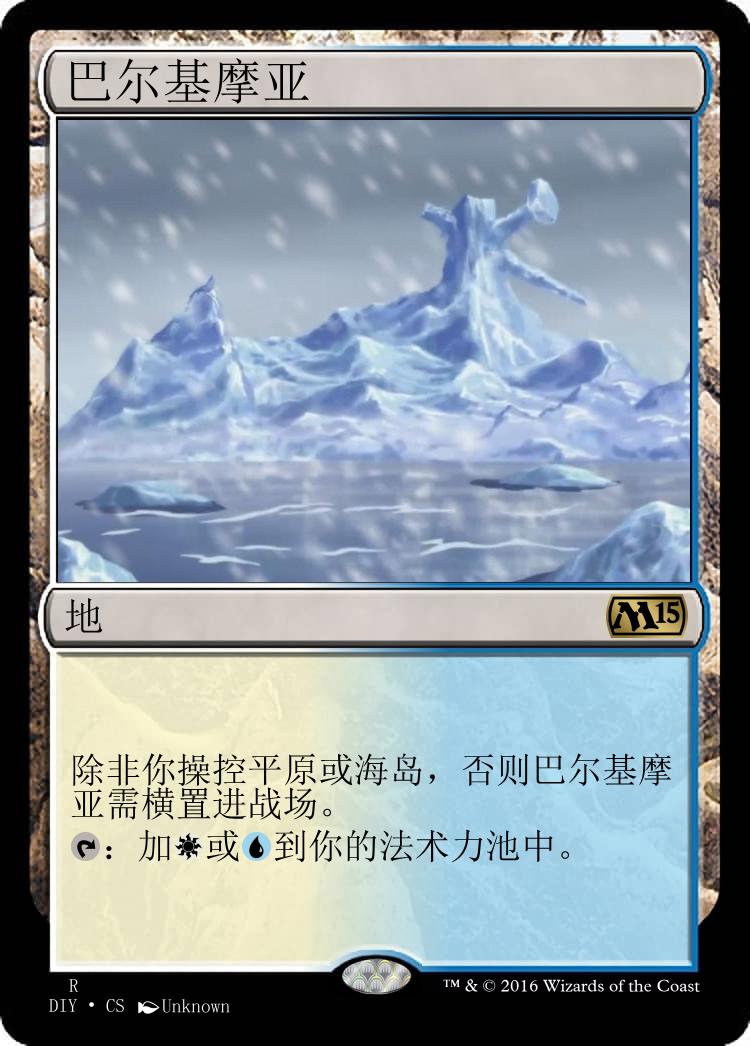 巴尔基摩亚
地
M15
除非你操控平原或海岛，否则巴尔基摩
亚需横置进战场。
：加或到你的法术力池中。
R
DIY • CS Unknown
™ & © 2016 Wizards of the Coast